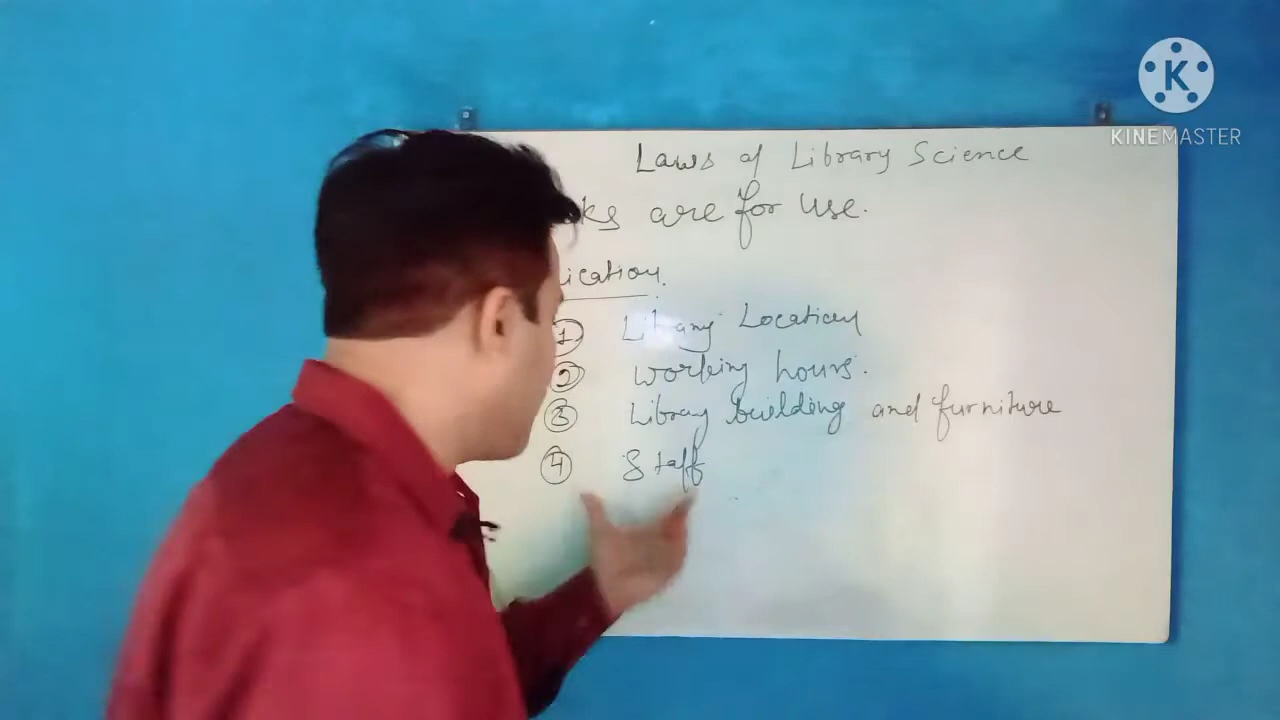 K
KINEMASTER
Laws of Library Science
ks are for use.
ication.
1 Library Location
2 working hours.
3 Library building and furniture
4 Staff